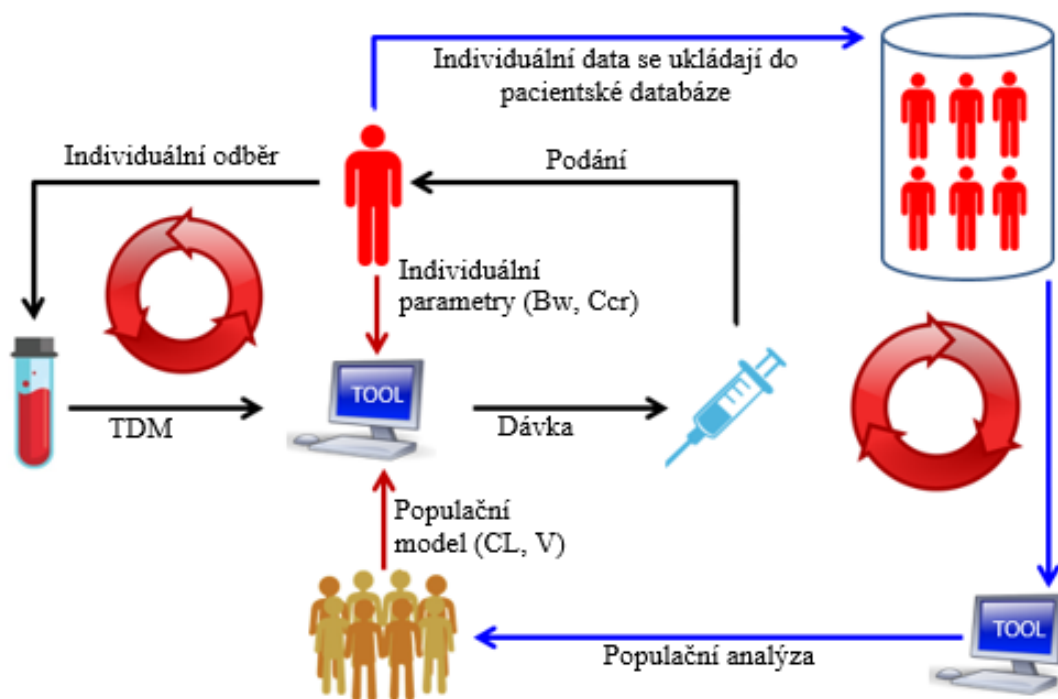 Individuální data se ukládají do
pacientské databáze
Individuální odběr
Podání
Individuální
parametry (Bw, Ccr)
TOOL
TDM
Dávka
Populační
model (CL, V)
TOOL
Populační analýza